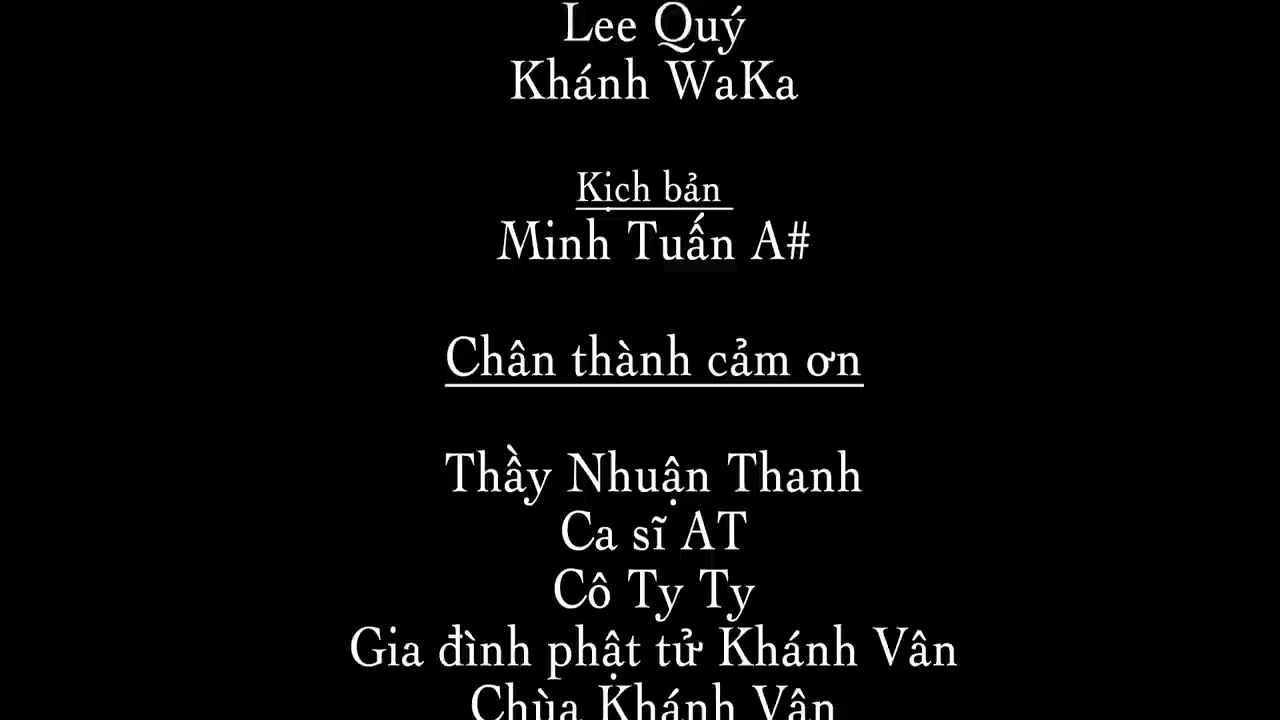 Lee Quý
Khánh WaKa
Kịch bản
Minh Tuấn A#
Chân thành cảm ơn
Thầy Nhuận Thanh
Ca sĩ AT
Cô Ty Ty
Gia đình phật tử Khánh Vân
Chùa Khánh Vân